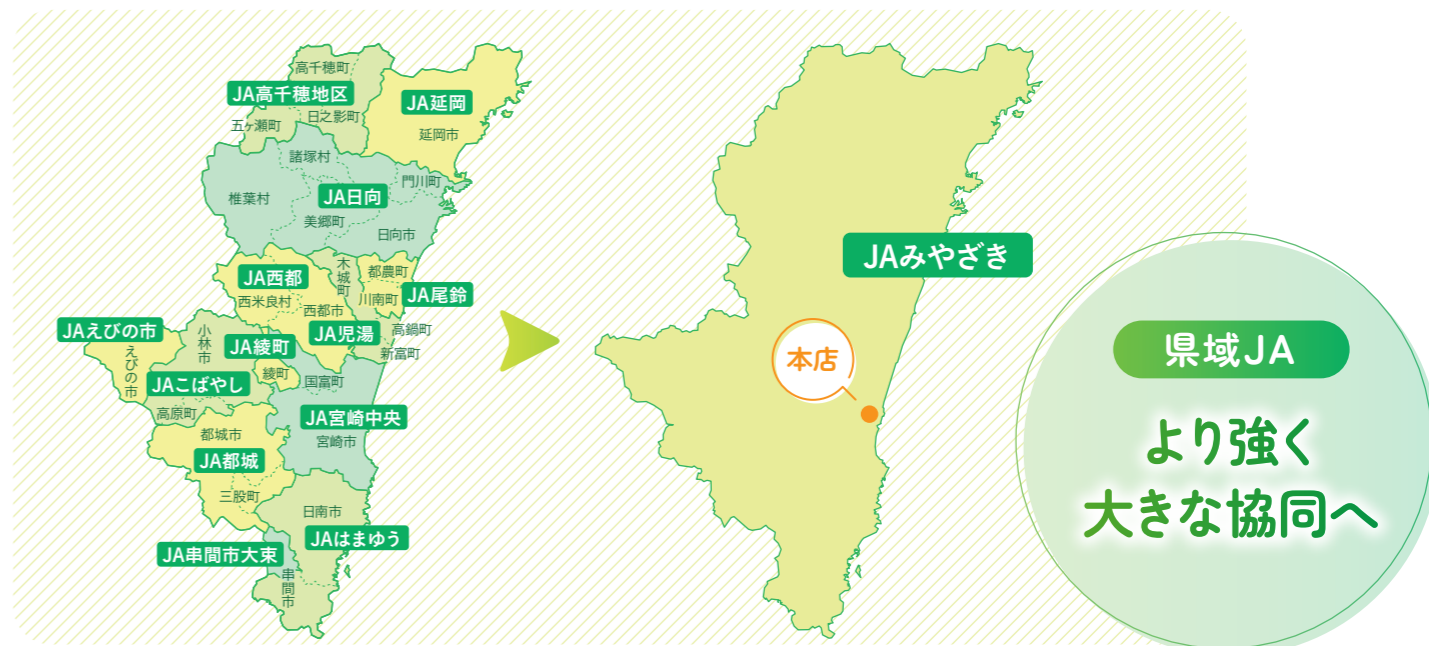 高千穂町
JA高千穂地区
日之影町
五ヶ瀬町
JA延岡
延岡市
諸塚村
門川町
椎葉村
JA日向
美郷町
日向市
JA西都
西米良村
西都市
木城町
都農町
川南町
JA尾鈴
JA児湯
高鍋町
新富町
JAえびの市
えびの市
小林市
JA綾町
綾町
国富町
JAこばやし
高原町
JA宮崎中央
宮崎市
都城市
JA都城
三股町
日南市
JAはまゆう
JA串間市大束
串間市
JAみやざき
本店
県域JA
より強く
大きな協同へ